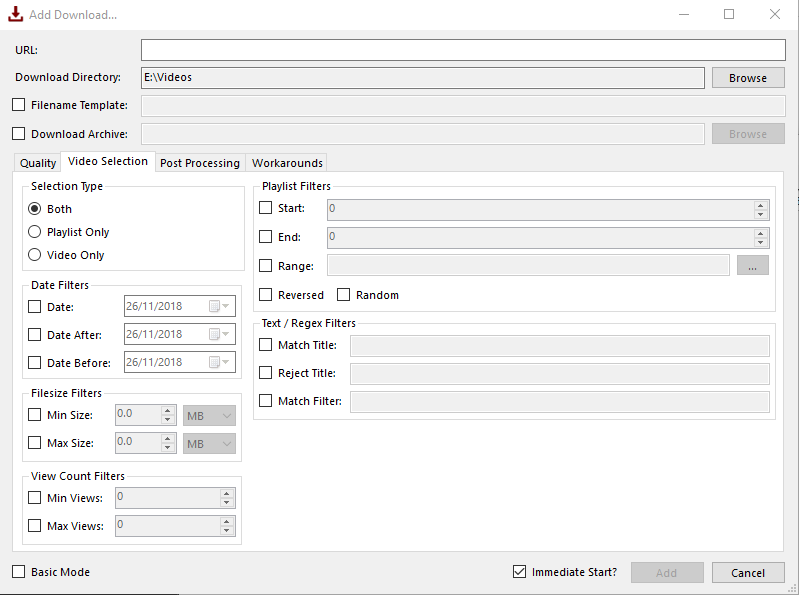 Add Download...
URL:
Download Directory: E:\Videos Browse
Filename Template:
Download Archive: Browse
Quality Video Selection Post Processing Workarounds
Selection Type
Both
Playlist Only
Video Only
Date Filters
Date: 26/11/2018
Date After: 26/11/2018
Date Before: 26/11/2018
Filesize Filters
Min Size: 0.0 MB
Max Size: 0.0 MB
View Count Filters
Min Views: 0
Max Views: 0
Playlist Filters
Start: 0
End: 0
Range: ...
Reversed Random
Text / Regex Filters
Match Title:
Reject Title:
Match Filter:
Basic Mode Immediate Start? Add Cancel